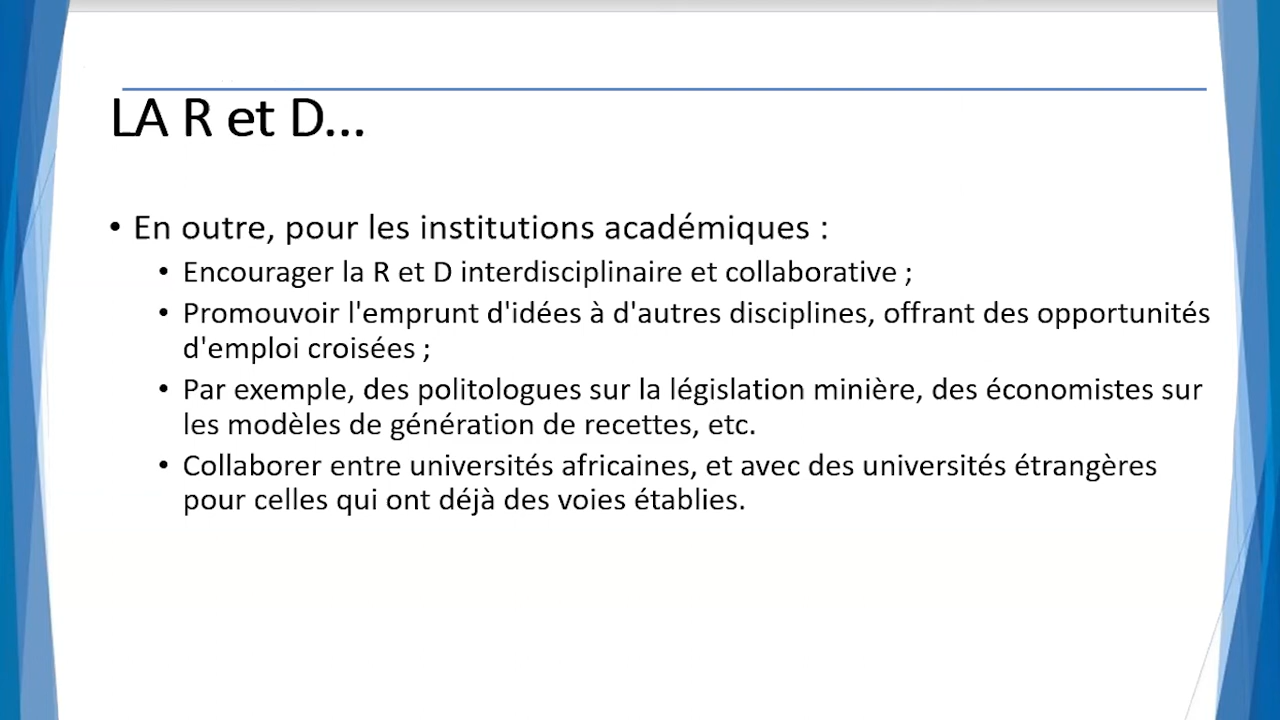 LA R et D...
• En outre, pour les institutions académiques :
• Encourager la R et D interdisciplinaire et collaborative ;
• Promouvoir l'emprunt d'idées à d'autres disciplines, offrant des opportunités
d'emploi croisées ;
• Par exemple, des politologues sur la législation minière, des économistes sur
les modèles de génération de recettes, etc.
• Collaborer entre universités africaines, et avec des universités étrangères
pour celles qui ont déjà des voies établies.